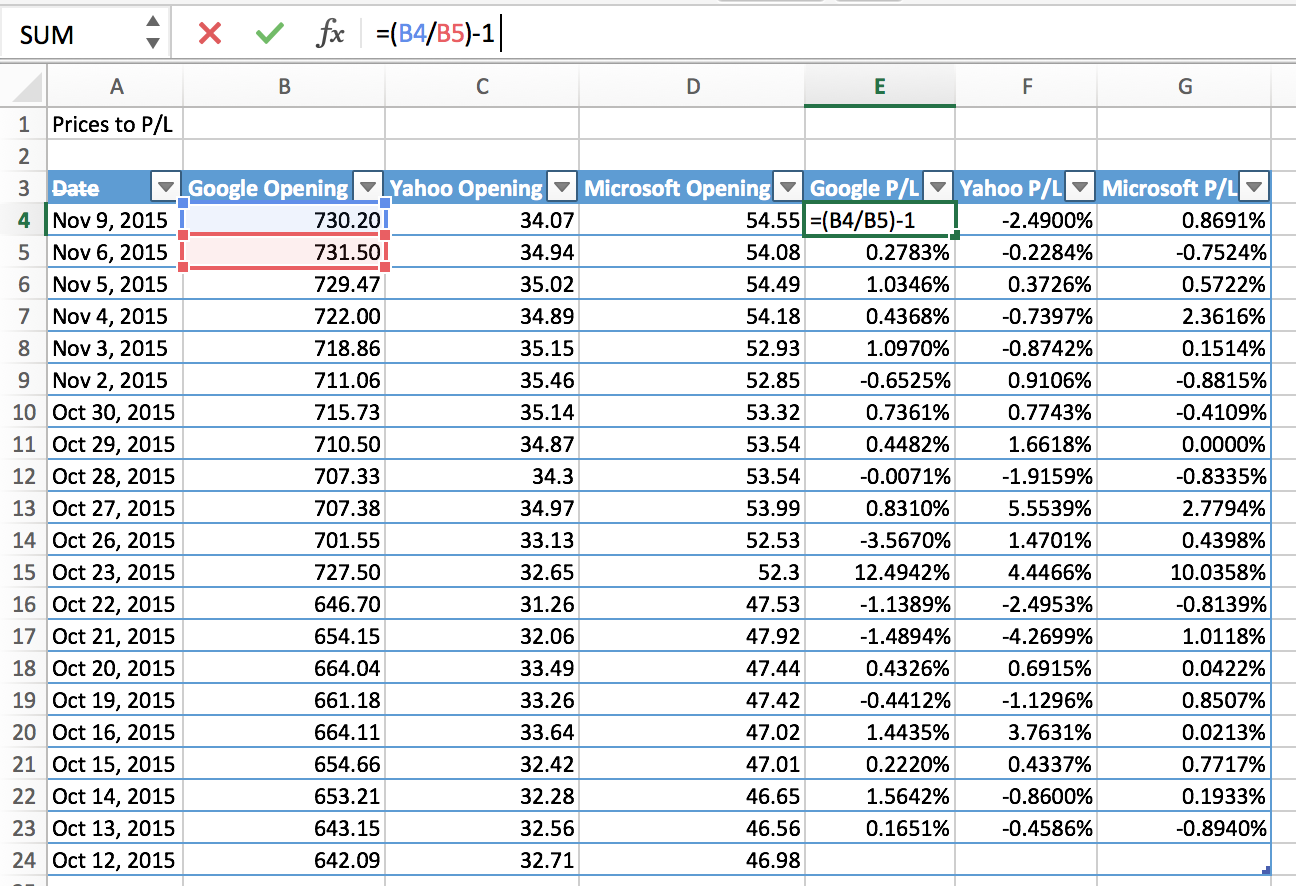 SUM fx =(B4/B5)-1
A B C D E F G
1 Prices to P/L
2
3 Date Google Opening Yahoo Opening Microsoft Opening Google P/L Yahoo P/L Microsoft P/L
4 Nov 9, 2015 730.20 34.07 54.55 =(B4/B5)-1 -2.4900% 0.8691%
5 Nov 6, 2015 731.50 34.94 54.08 0.2783% -0.2284% -0.7524%
6 Nov 5, 2015 729.47 35.02 54.49 1.0346% 0.3726% 0.5722%
7 Nov 4, 2015 722.00 34.89 54.18 0.4368% -0.7397% 2.3616%
8 Nov 3, 2015 718.86 35.15 52.93 1.0970% -0.8742% 0.1514%
9 Nov 2, 2015 711.06 35.46 52.85 -0.6525% 0.9106% -0.8815%
10 Oct 30, 2015 715.73 35.14 53.32 0.7361% 0.7743% -0.4109%
11 Oct 29, 2015 710.50 34.87 53.54 0.4482% 1.6618% 0.0000%
12 Oct 28, 2015 707.33 34.3 53.54 -0.0071% -1.9159% -0.8335%
13 Oct 27, 2015 707.38 34.97 53.99 0.8310% 5.5539% 2.7794%
14 Oct 26, 2015 701.55 33.13 52.53 -3.5670% 1.4701% 0.4398%
15 Oct 23, 2015 727.50 32.65 52.3 12.4942% 4.4466% 10.0358%
16 Oct 22, 2015 646.70 31.26 47.53 -1.1389% -2.4953% -0.8139%
17 Oct 21, 2015 654.15 32.06 47.92 -1.4894% -4.2699% 1.0118%
18 Oct 20, 2015 664.04 33.49 47.44 0.4326% 0.6915% 0.0422%
19 Oct 19, 2015 661.18 33.26 47.42 -0.4412% -1.1296% 0.8507%
20 Oct 16, 2015 664.11 33.64 47.02 1.4435% 3.7631% 0.0213%
21 Oct 15, 2015 654.66 32.42 47.01 0.2220% 0.4337% 0.7717%
22 Oct 14, 2015 653.21 32.28 46.65 1.5642% -0.8600% 0.1933%
23 Oct 13, 2015 643.15 32.56 46.56 0.1651% -0.4586% -0.8940%
24 Oct 12, 2015 642.09 32.71 46.98